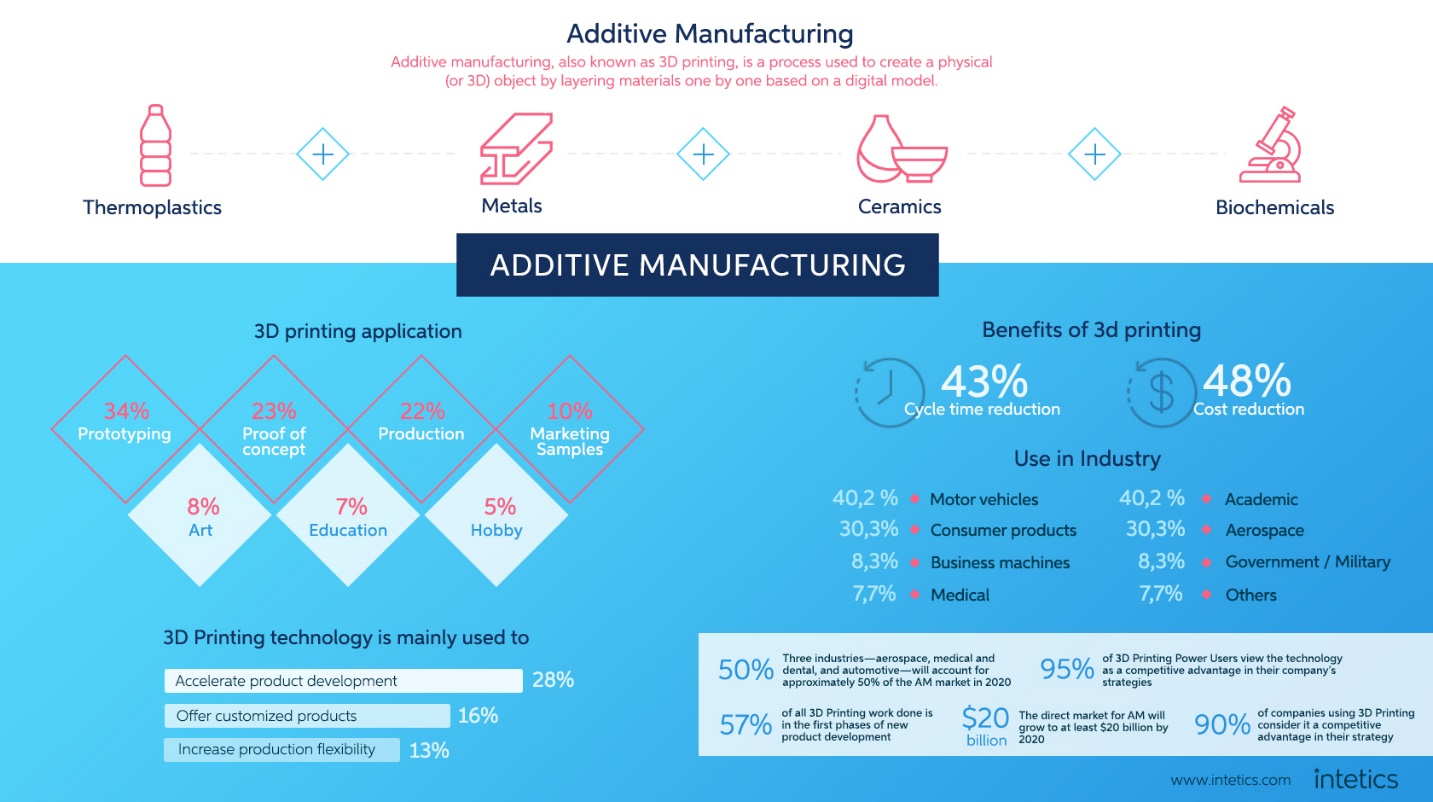 Additive Manufacturing
Additive manufacturing, also known as 3D printing, is a process used to create a physical
(or 3D) object by layering materials one by one based on a digital model.
Thermoplastics
Metals
Ceramics
Biochemicals
ADDITIVE MANUFACTURING
3D printing application
34%
Prototyping
23%
Proof of
concept
22%
Production
10%
Marketing
Samples
8%
Art
7%
Education
5%
Hobby
3D Printing technology is mainly used to
Accelerate product development 28%
Offer customized products 16%
Increase production flexibility 13%
Benefits of 3d printing
43%
Cycle time reduction
$
48%
Cost reduction
Use in Industry
40,2 % Motor vehicles
30,3% Consumer products
8,3% Business machines
7,7% Medical
40,2 % Academic
30,3% Aerospace
8,3% Government / Military
7,7% Others
50%
Three industries—aerospace, medical and
dental, and automotive—will account for
approximately 50% of the AM market in 2020
95%
of 3D Printing Power Users view the technology
as a competitive advantage in their company's
strategies
57%
of all 3D Printing work done is
in the first phases of new
product development
$20
billion
The direct market for AM will
grow to at least $20 billion by
2020
90%
of companies using 3D Printing
consider it a competitive
advantage in their strategy
www.intetics.com intetics